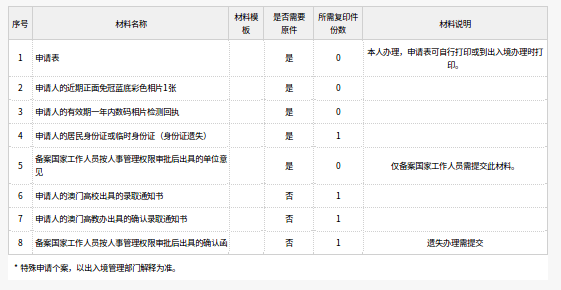 序号 材料名称 材料模板 是否需要原件 所需复印件份数 材料说明
1 申请表 是 0 本人办理，申请表可自行打印或到出入境办理时打印。
2 申请人的近期正面免冠蓝底彩色相片1张 是 0
3 申请人的有效期一年内数码相片检测回执 是 0
4 申请人的居民身份证或临时身份证（身份证遗失） 是 1
5 备案国家工作人员按人事管理权限审批后出具的单位意见 是 0 仅备案国家工作人员需提交此材料。
6 申请人的澳门高校出具的录取通知书 否 1
7 申请人的澳门高教办出具的确认录取通知书 否 1
8 备案国家工作人员按人事管理权限审批后出具的确认函 否 1 遗失办理需提交
* 特殊申请个案，以出入境管理部门解释为准。